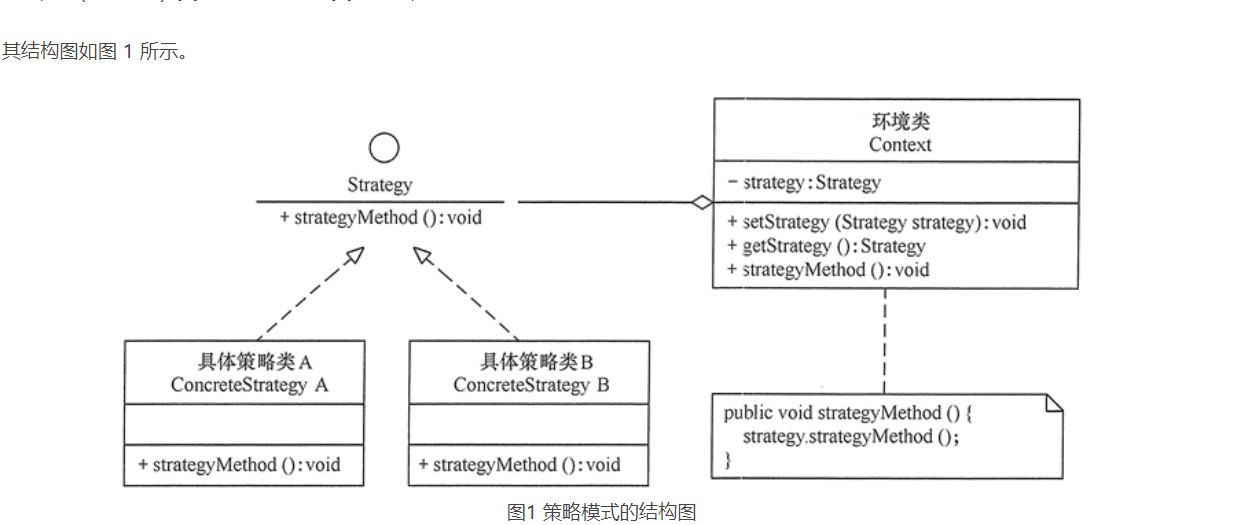 其结构图如图 1 所示。
Strategy
+ strategyMethod ():void
环境类
Context
− strategy:Strategy
+ setStrategy (Strategy strategy):void
+ getStrategy ():Strategy
+ strategyMethod ():void
具体策略类A
ConcreteStrategy A
+ strategyMethod ():void
具体策略类B
ConcreteStrategy B
+ strategyMethod ():void
public void strategyMethod () {
strategy.strategyMethod ();
}
图1 策略模式的结构图